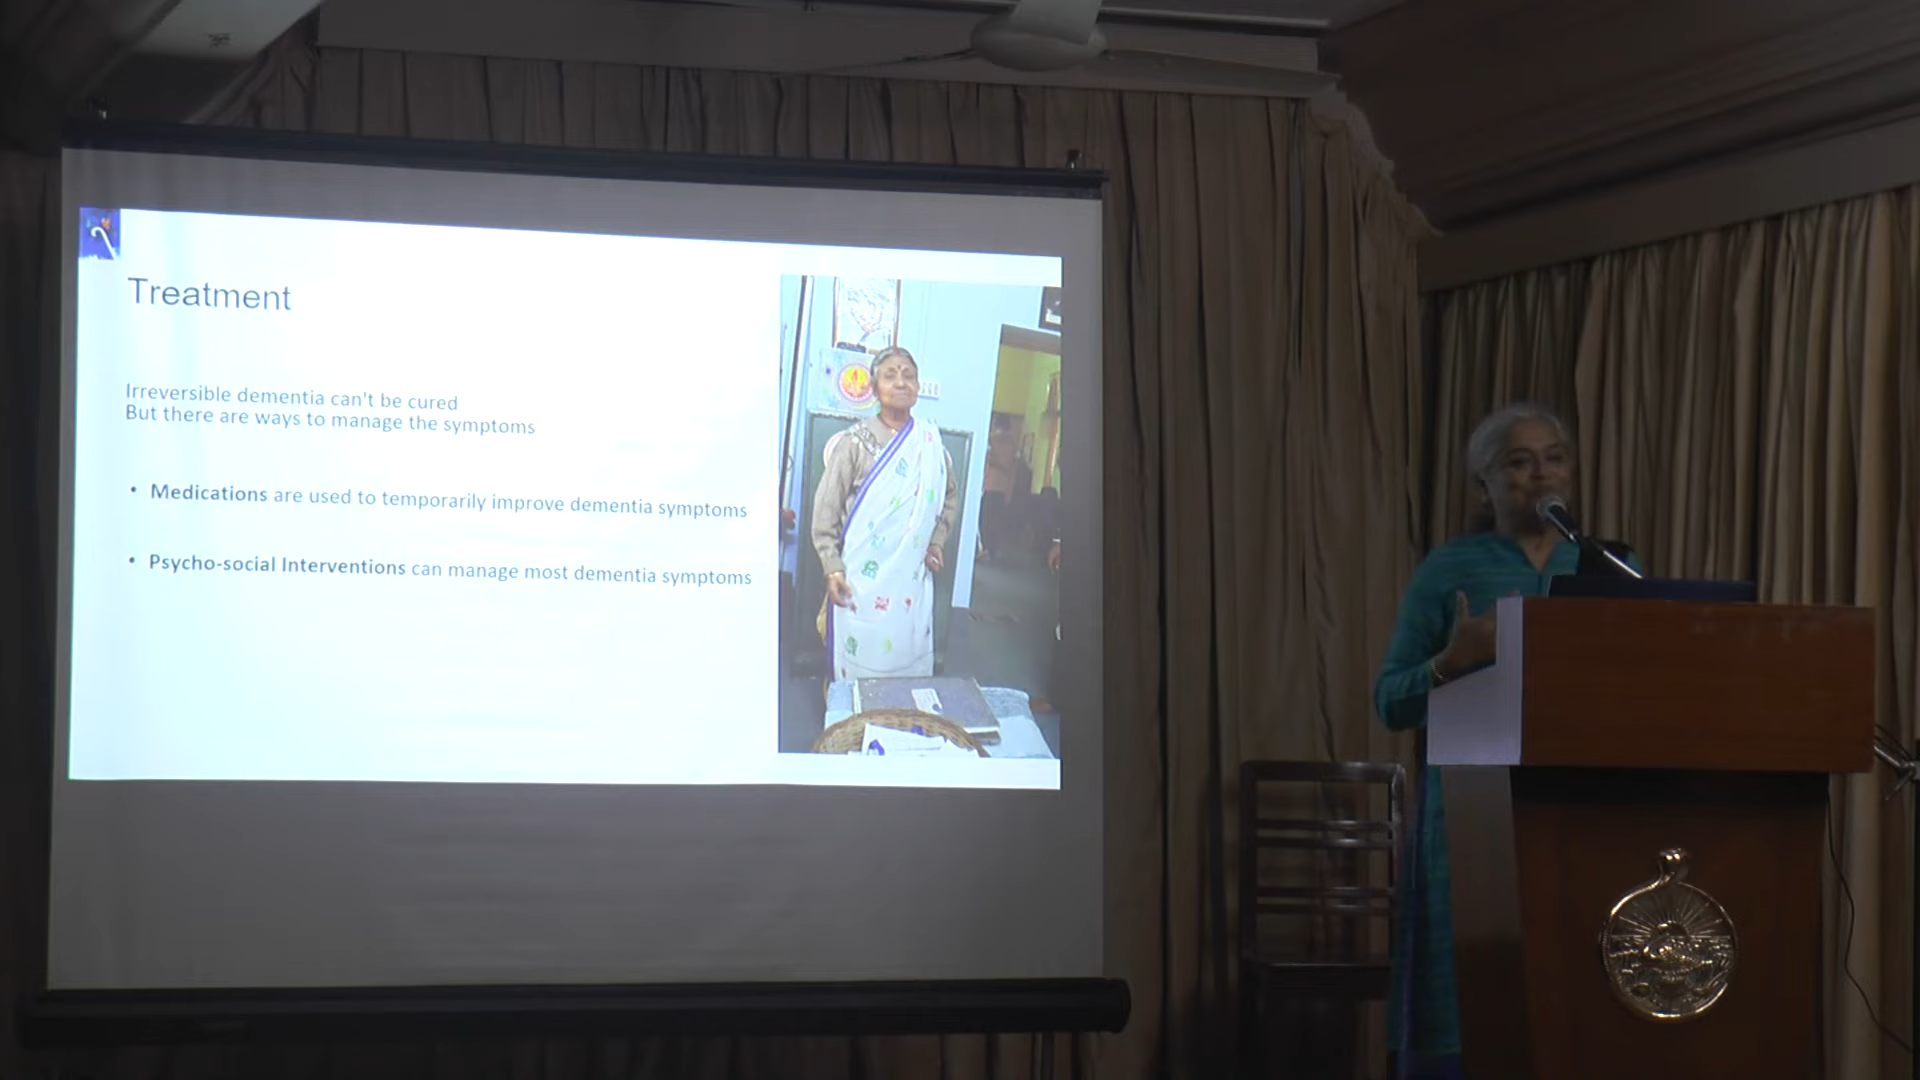 Treatment
Irreversible dementia can't be cured
But there are ways to manage the symptoms
• Medications are used to temporarily improve dementia symptoms
• Psycho-social Interventions can manage most dementia symptoms